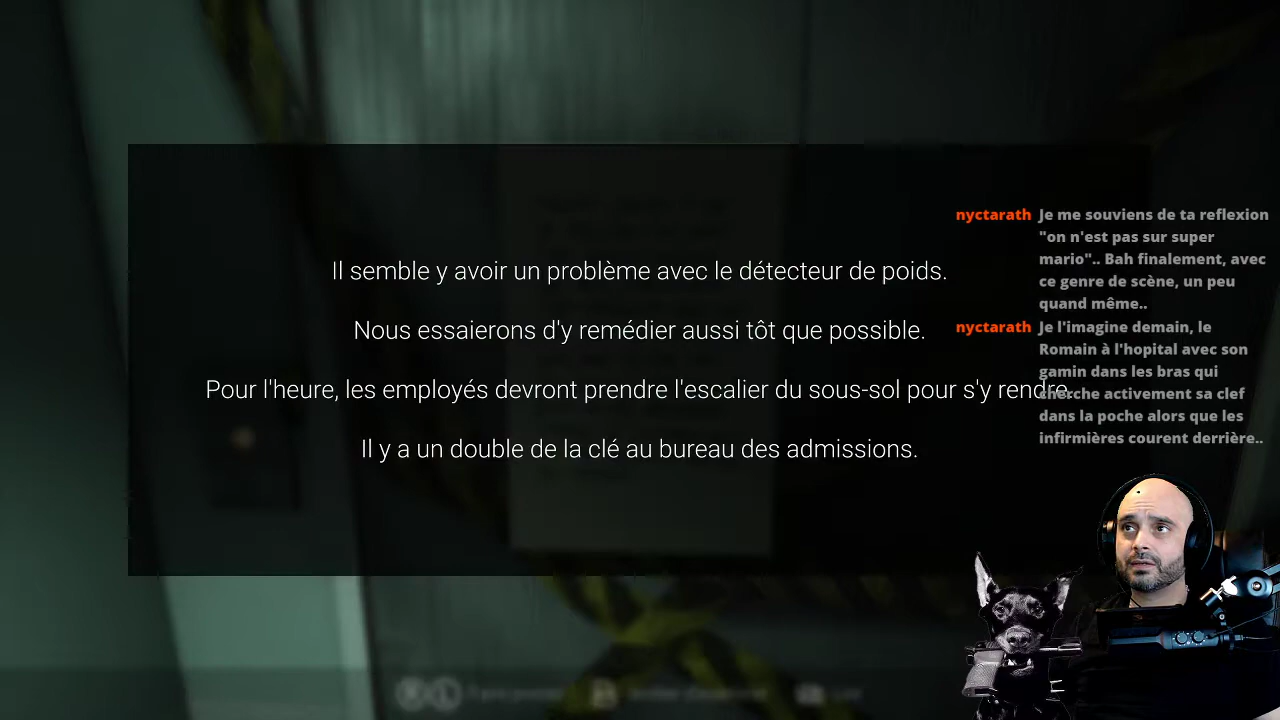 Il semble y avoir un problème avec le détecteur de poids.
Nous essaierons d'y remédier aussi tôt que possible.
Pour l'heure, les employés devront prendre l'escalier du sous-sol pour s'y rendre.
Il y a un double de la clé au bureau des admissions.
nyctarath Je me souviens de ta reflexion
"on n'est pas sur super
mario".. Bah finalement, avec
ce genre de scène, un peu
quand même..
nyctarath Je l'imagine demain, le
Romain à l'hopital avec son
gamin dans les bras qui
cherche activement sa clef
dans la poche alors que les
infirmières courent derrière..